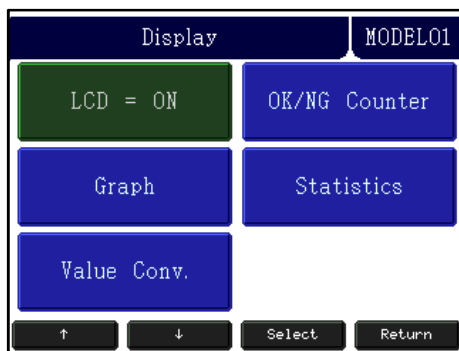 Display MODEL01
LCD = ON OK/NG Counter
Graph Statistics
Value Conv.
↑ ↓ Select Return